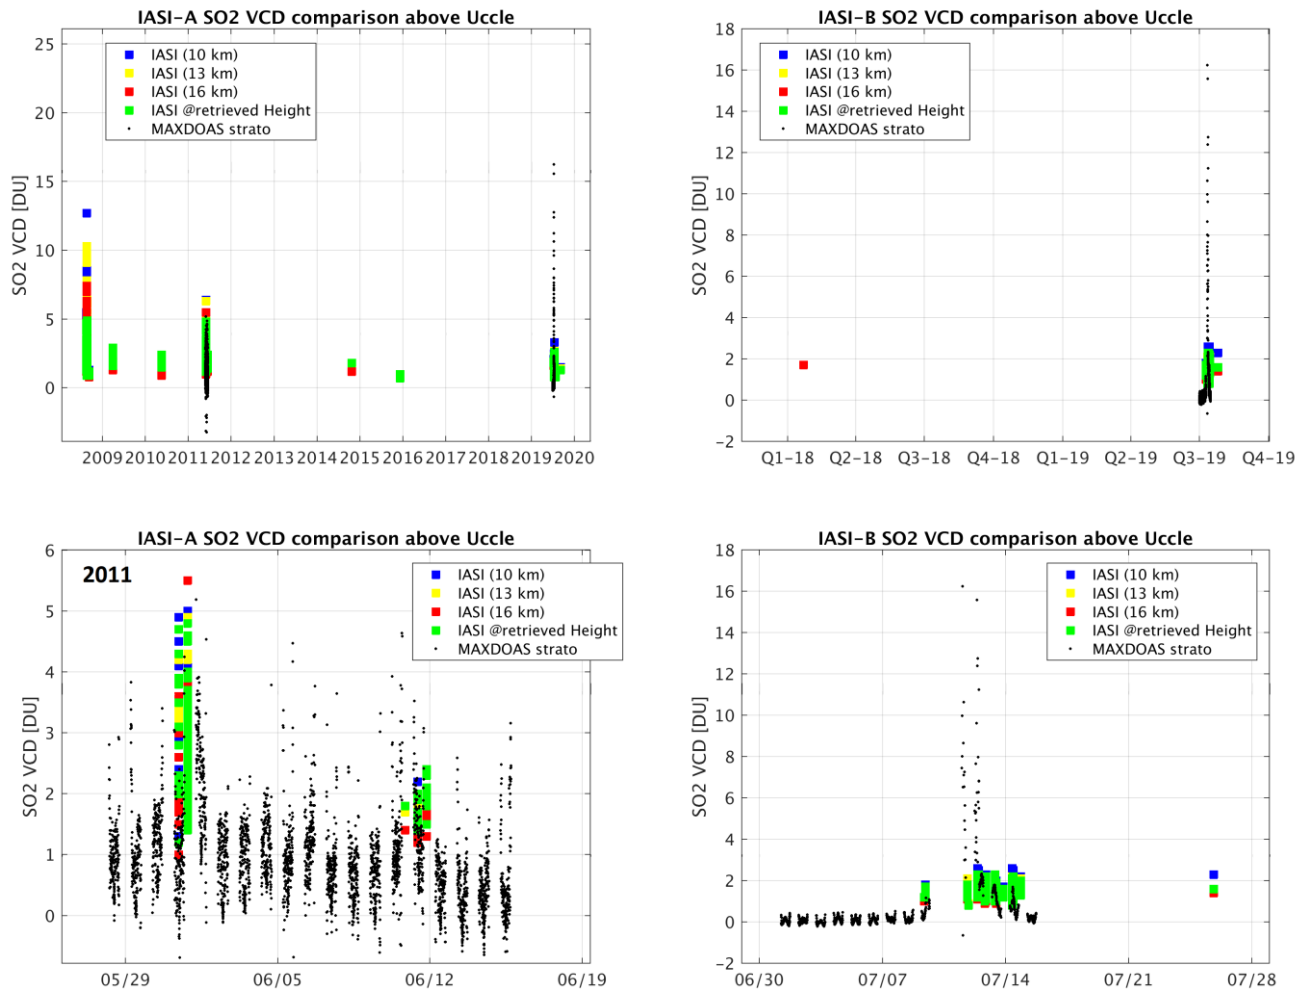 IASI-A SO2 VCD comparison above Uccle
25
20
15
10
5
0
SO2 VCD [DU]
IASI (10 km)
IASI (13 km)
IASI (16 km)
IASI @retrieved Height
MAXDOAS strato
2009 2010 2011 2012 2013 2014 2015 2016 2017 2018 2019 2020
IASI-B SO2 VCD comparison above Uccle
18
16
14
12
10
8
6
4
2
0
-2
SO2 VCD [DU]
IASI (10 km)
IASI (13 km)
IASI (16 km)
IASI @retrieved Height
MAXDOAS strato
Q1-18 Q2-18 Q3-18 Q4-18 Q1-19 Q2-19 Q3-19 Q4-19
IASI-A SO2 VCD comparison above Uccle
2011
6
5
4
3
2
1
0
SO2 VCD [DU]
IASI (10 km)
IASI (13 km)
IASI (16 km)
IASI @retrieved Height
MAXDOAS strato
05/29 06/05 06/12 06/19
IASI-B SO2 VCD comparison above Uccle
18
16
14
12
10
8
6
4
2
0
-2
SO2 VCD [DU]
IASI (10 km)
IASI (13 km)
IASI (16 km)
IASI @retrieved Height
MAXDOAS strato
06/30 07/07 07/14 07/21 07/28